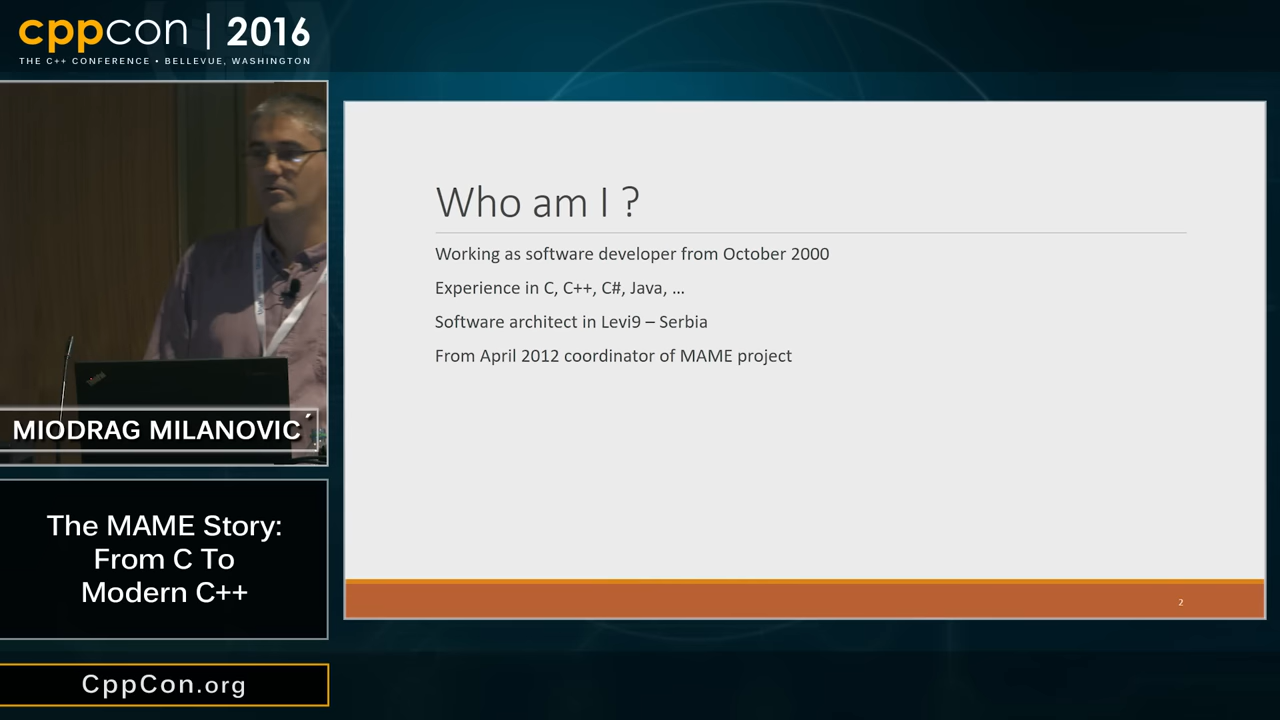 cppcon | 2016
THE C++ CONFERENCE • BELLEVUE, WASHINGTON
MIODRAG MILANOVIC´
The MAME Story:
From C To
Modern C++
CppCon.org
Who am I ?
Working as software developer from October 2000
Experience in C, C++, C#, Java, …
Software architect in Levi9 – Serbia
From April 2012 coordinator of MAME project
2